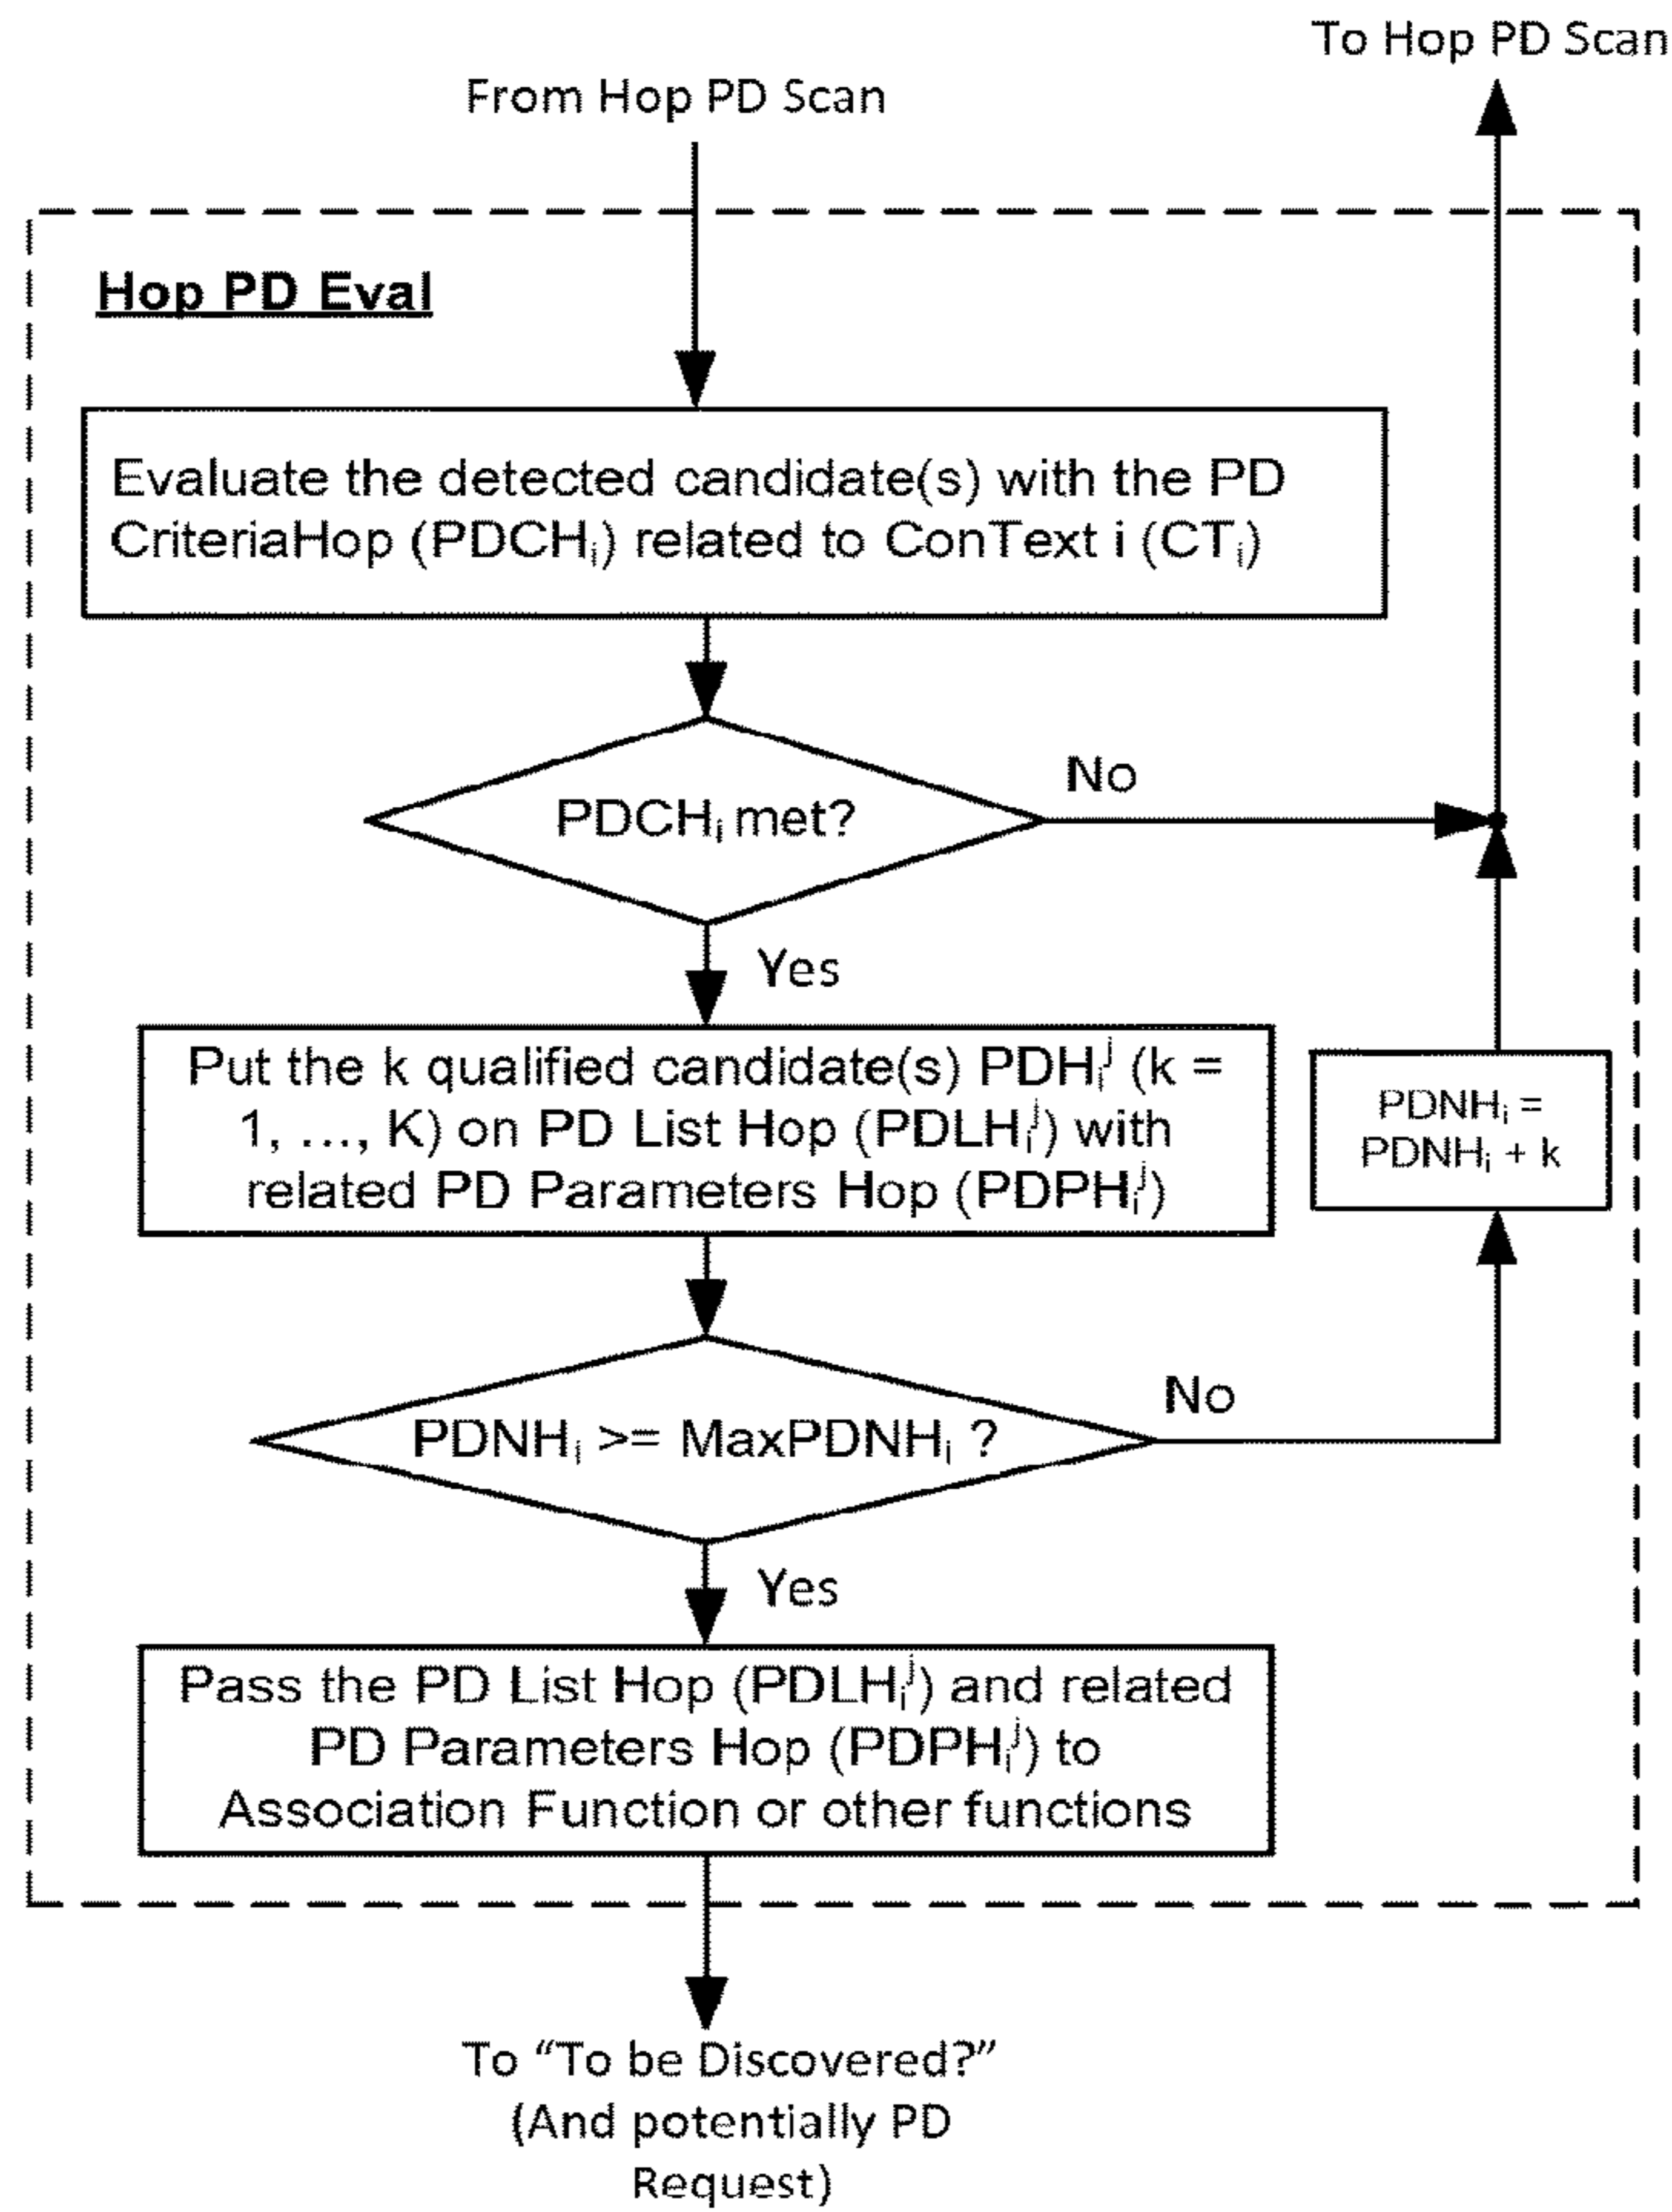 To Hop PD Scan
From Hop PD Scan
Hop PD Eval
Evaluate the detected candidate(s) with the PD
CriteriaHop (PDCHᵢ) related to ConText i (CTᵢ)
PDCHᵢ met?
No
Yes
Put the k qualified candidate(s) PDHᵢʲ (k =
1, ..., K) on PD List Hop (PDLHᵢʲ) with
related PD Parameters Hop (PDPHᵢʲ)
PDNHᵢ =
PDNHᵢ + k
PDNHᵢ >= MaxPDNHᵢ ?
No
Yes
Pass the PD List Hop (PDLHᵢʲ) and related
PD Parameters Hop (PDPHᵢʲ) to
Association Function or other functions
To “To be Discovered?”
(And potentially PD
Request)